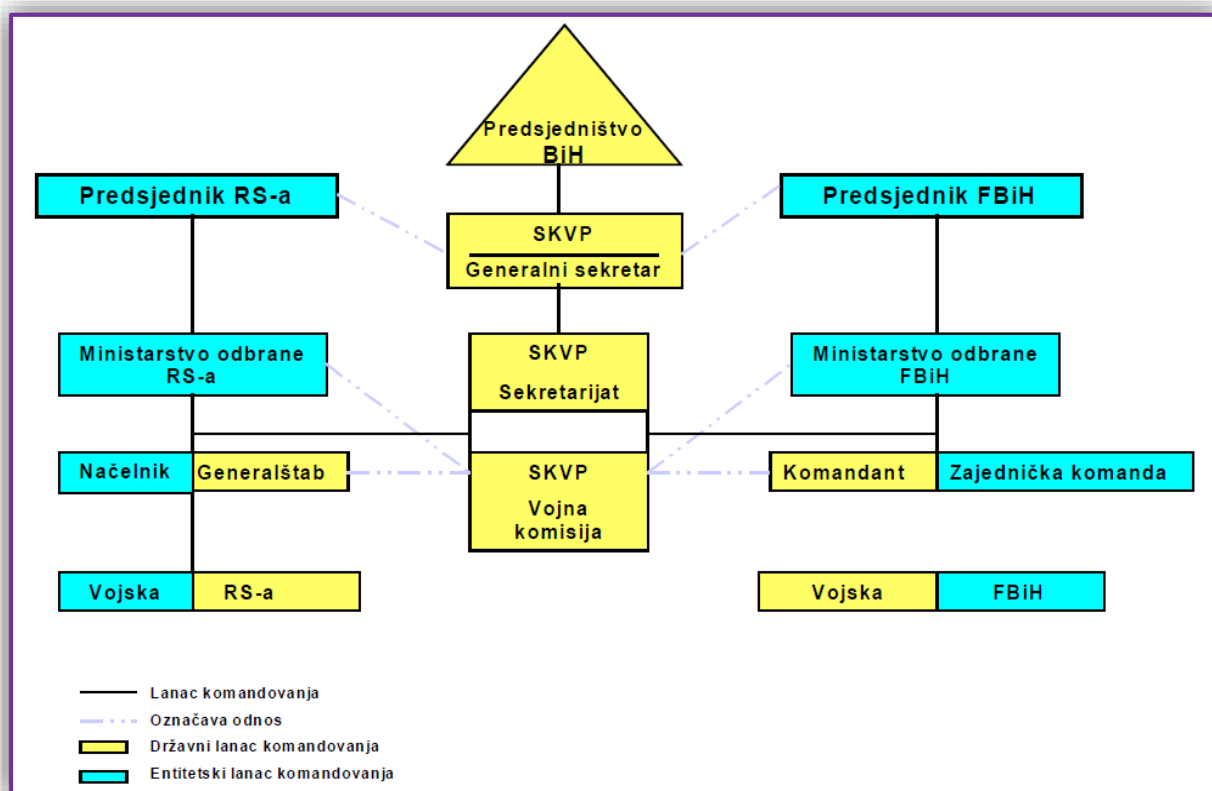 Predsjedništvo
BiH
Predsjednik RS-a
Predsjednik FBiH
SKVP
Generalni sekretar
Ministarstvo odbrane
RS-a
SKVP
Sekretarijat
Ministarstvo odbrane
FBiH
Načelnik Generalštab
SKVP
Vojna
komisija
Komandant Zajednička komanda
Vojska RS-a
Vojska FBiH
Lanac komandovanja
Označava odnos
Državni lanac komandovanja
Entitetski lanac komandovanja